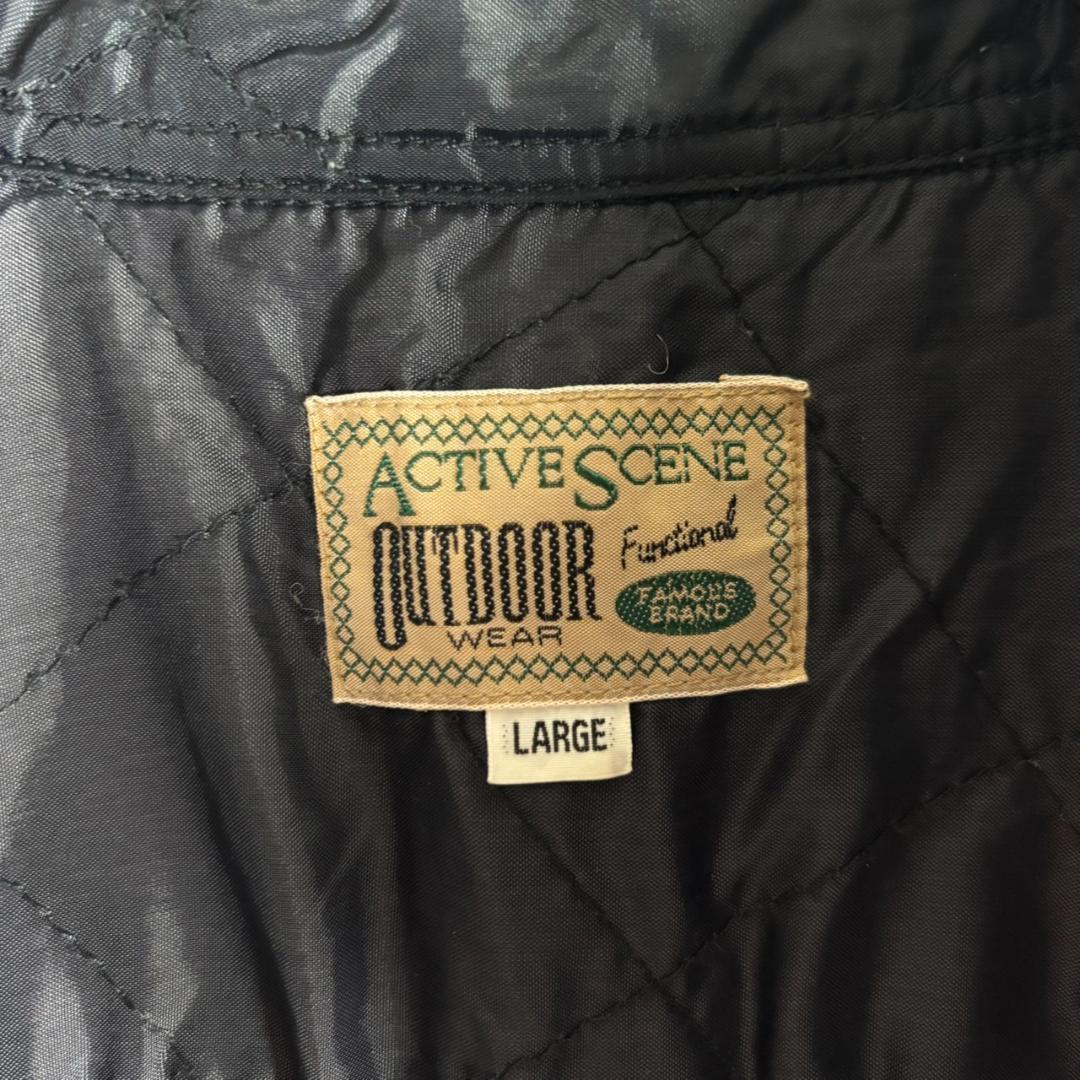 ACTIVE SCENE
OUTDOOR
WEAR
Functional
FAMOUS
BRAND
LARGE